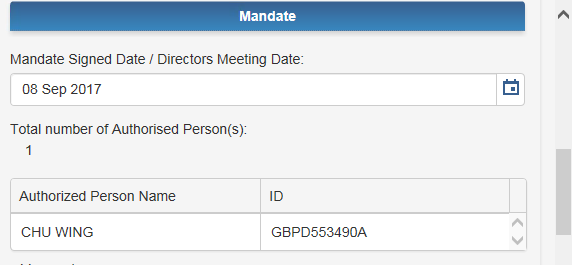 Mandate
Mandate Signed Date / Directors Meeting Date:
08 Sep 2017
Total number of Authorised Person(s):
1
Authorized Person Name ID
CHU WING GBPD553490A